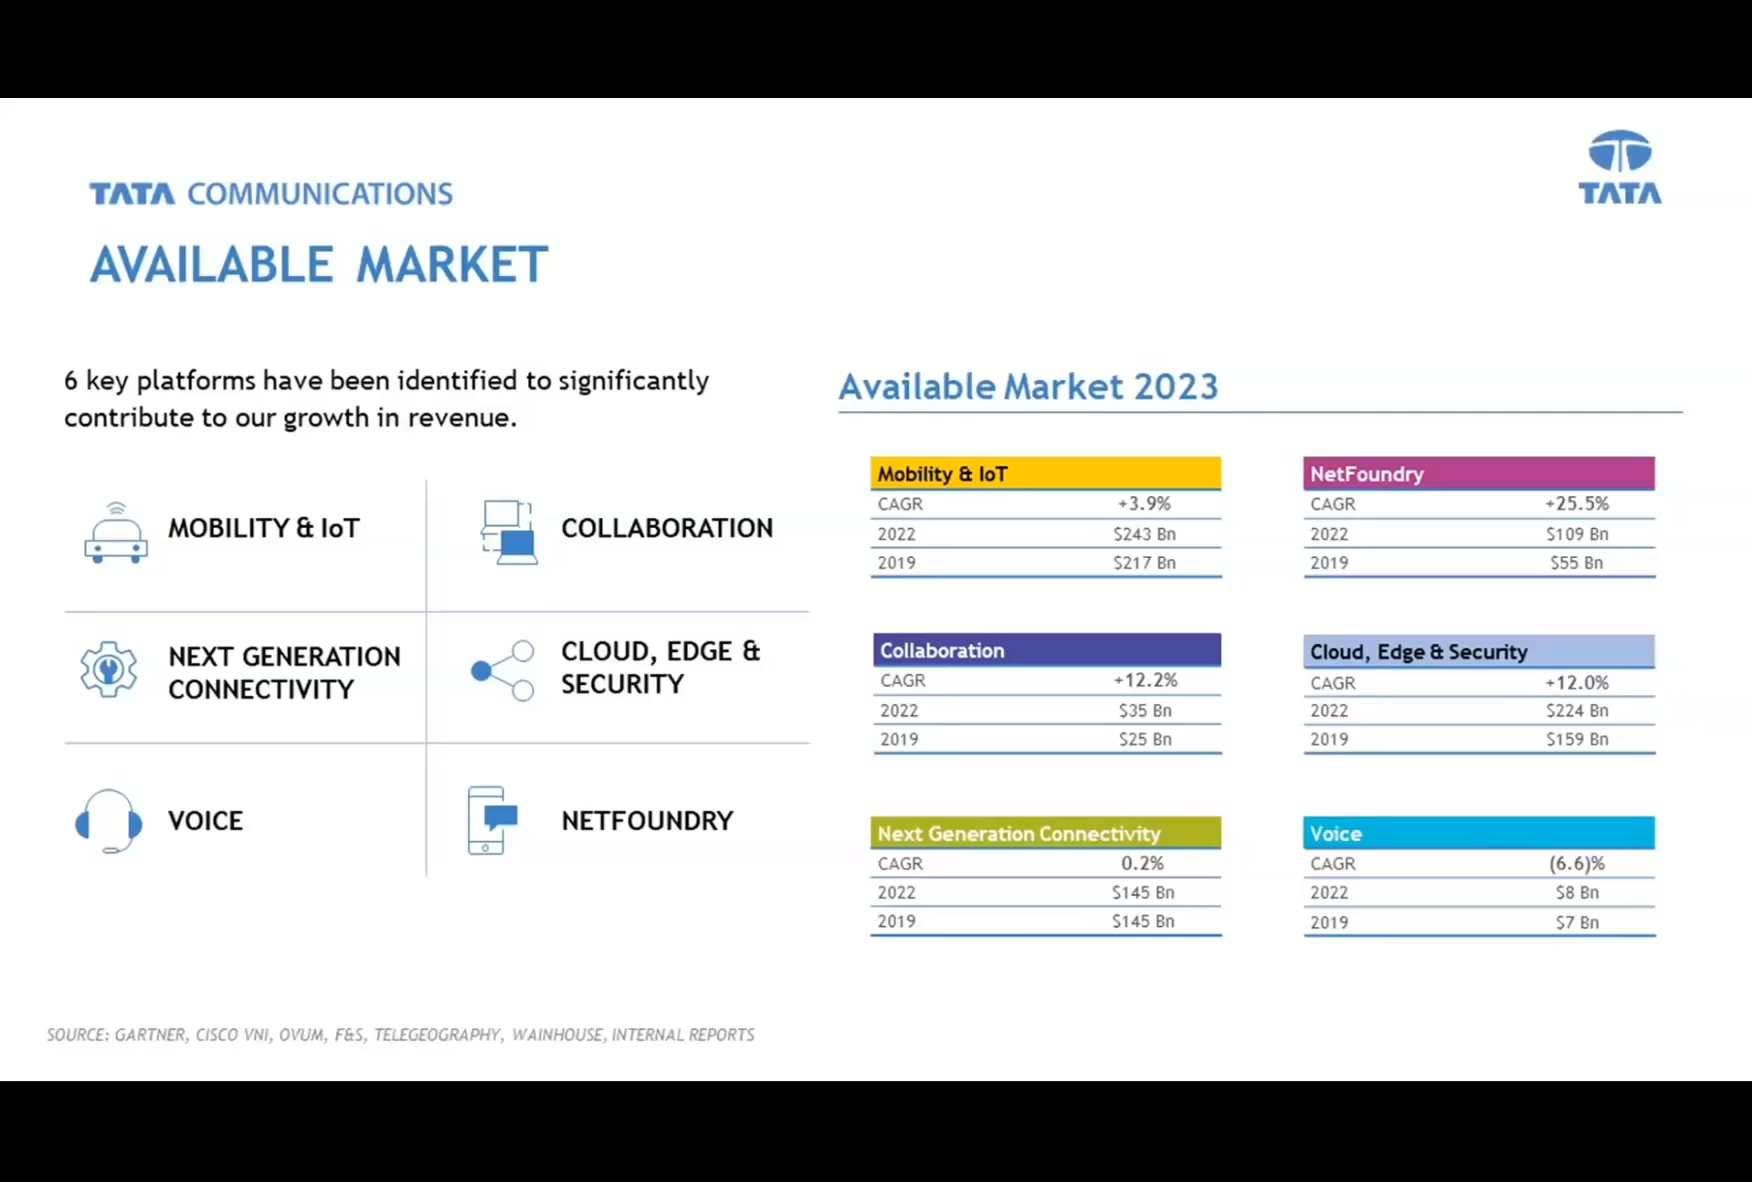 TATA
TATA COMMUNICATIONS
AVAILABLE MARKET
6 key platforms have been identified to significantly
contribute to our growth in revenue.
MOBILITY & IoT
COLLABORATION
NEXT GENERATION
CONNECTIVITY
CLOUD, EDGE &
SECURITY
VOICE
NETFOUNDRY
Available Market 2023
Mobility & IoT
CAGR +3.9%
2022 $243 Bn
2019 $217 Bn
NetFoundry
CAGR +25.5%
2022 $109 Bn
2019 $55 Bn
Collaboration
CAGR +12.2%
2022 $35 Bn
2019 $25 Bn
Cloud, Edge & Security
CAGR +12.0%
2022 $224 Bn
2019 $159 Bn
Next Generation Connectivity
CAGR 0.2%
2022 $145 Bn
2019 $145 Bn
Voice
CAGR (6.6)%
2022 $8 Bn
2019 $7 Bn
SOURCE: GARTNER, CISCO VNI, OVUM, F&S, TELEGEOGRAPHY, WAINHOUSE, INTERNAL REPORTS